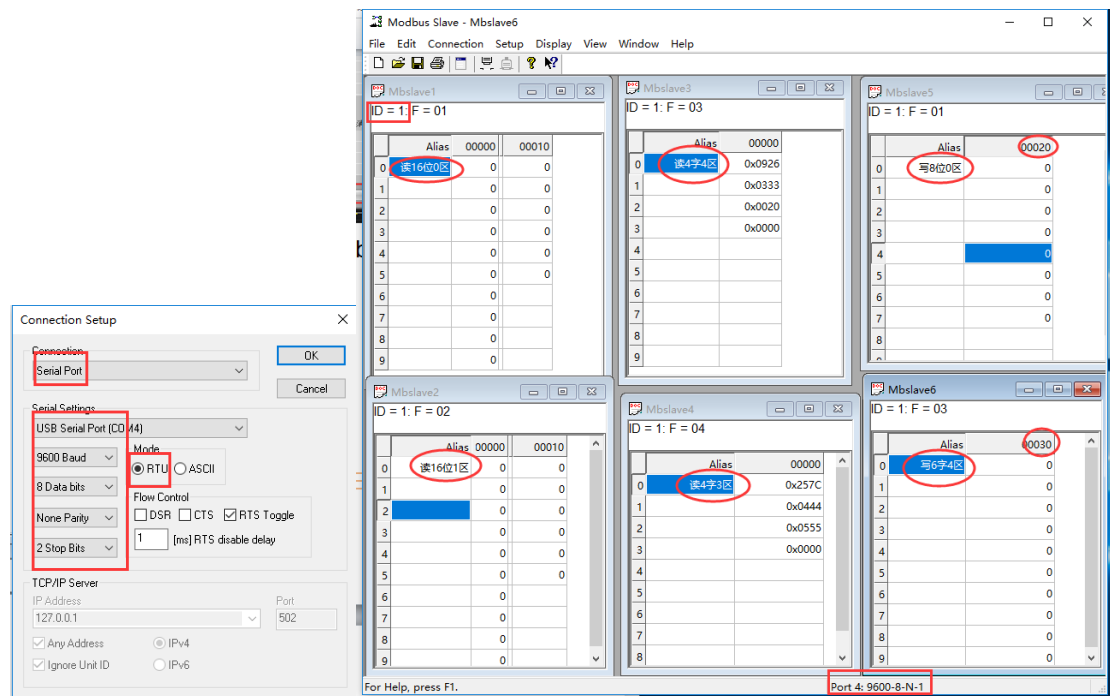 Modbus Slave - Mbslave6
File Edit Connection Setup Display View Window Help
Mbslave1
ID = 1: F = 01
Alias 00000 00010
0 读16位0区 0 0
1 0 0
2 0 0
3 0 0
4 0 0
5 0 0
6 0
7 0
8 0
9 0
Mbslave3
ID = 1: F = 03
Alias 00000
0 读4字4区 0x0926
1 0x0333
2 0x0020
3 0x0000
4
5
6
7
8
9
Mbslave5
ID = 1: F = 01
Alias 00020
0 写8位0区 0
1 0
2 0
3 0
4 0
5 0
6 0
7 0
8
Mbslave2
ID = 1: F = 02
Alias 00000 00010
0 读16位1区 0 0
1 0 0
2 0 0
3 0 0
4 0 0
5 0 0
6 0
7 0
8 0
9 0
Mbslave4
ID = 1: F = 04
Alias 00000
0 读4字3区 0x257C
1 0x0444
2 0x0555
3 0x0000
4
5
6
7
8
Mbslave6
ID = 1: F = 03
Alias 00030
0 写6字4区 0
1 0
2 0
3 0
4 0
5 0
6 0
7 0
8 0
9 0
For Help, press F1.
Port 4: 9600-8-N-1
Connection Setup
Connection
Serial Port
OK
Cancel
Serial Settings
USB Serial Port (COM4)
9600 Baud
Mode
RTU ASCII
8 Data bits
Flow Control
DSR CTS RTS Toggle
None Parity
1 [ms] RTS disable delay
2 Stop Bits
TCP/IP Server
IP Address Port
127.0.0.1 502
Any Address IPv4
Ignore Unit ID IPv6